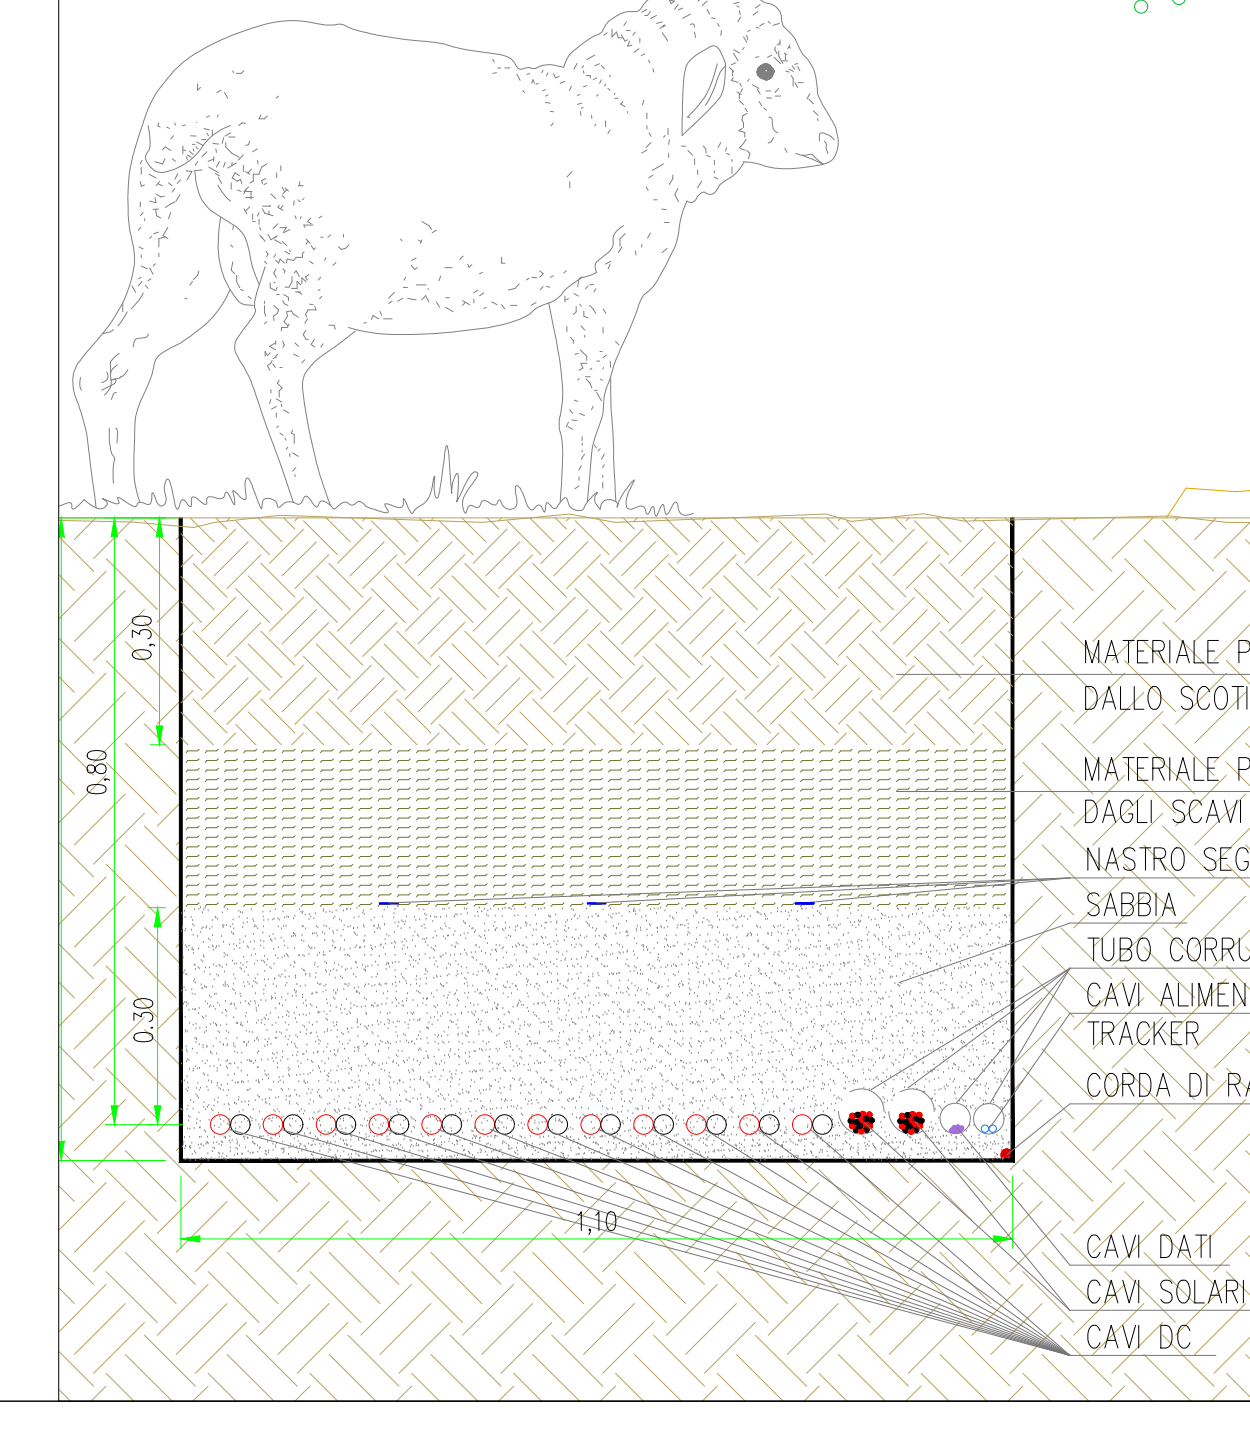 0,30
MATERIALE P
DALLO SCOTI
0,80
MATERIALE P
DAGLI SCAVI
NASTRO SEG
SABBIA
TUBO CORRU
0.30
CAVI ALIMEN
TRACKER
CORDA DI RA
1,10
CAVI DATI
CAVI SOLARI
CAVI DC